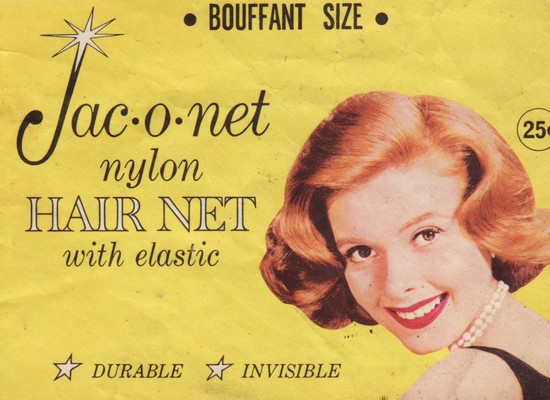 • BOUFFANT SIZE •
Jac·o·net
25¢
nylon
HAIR NET
with elastic
☆ DURABLE ☆ INVISIBLE
®